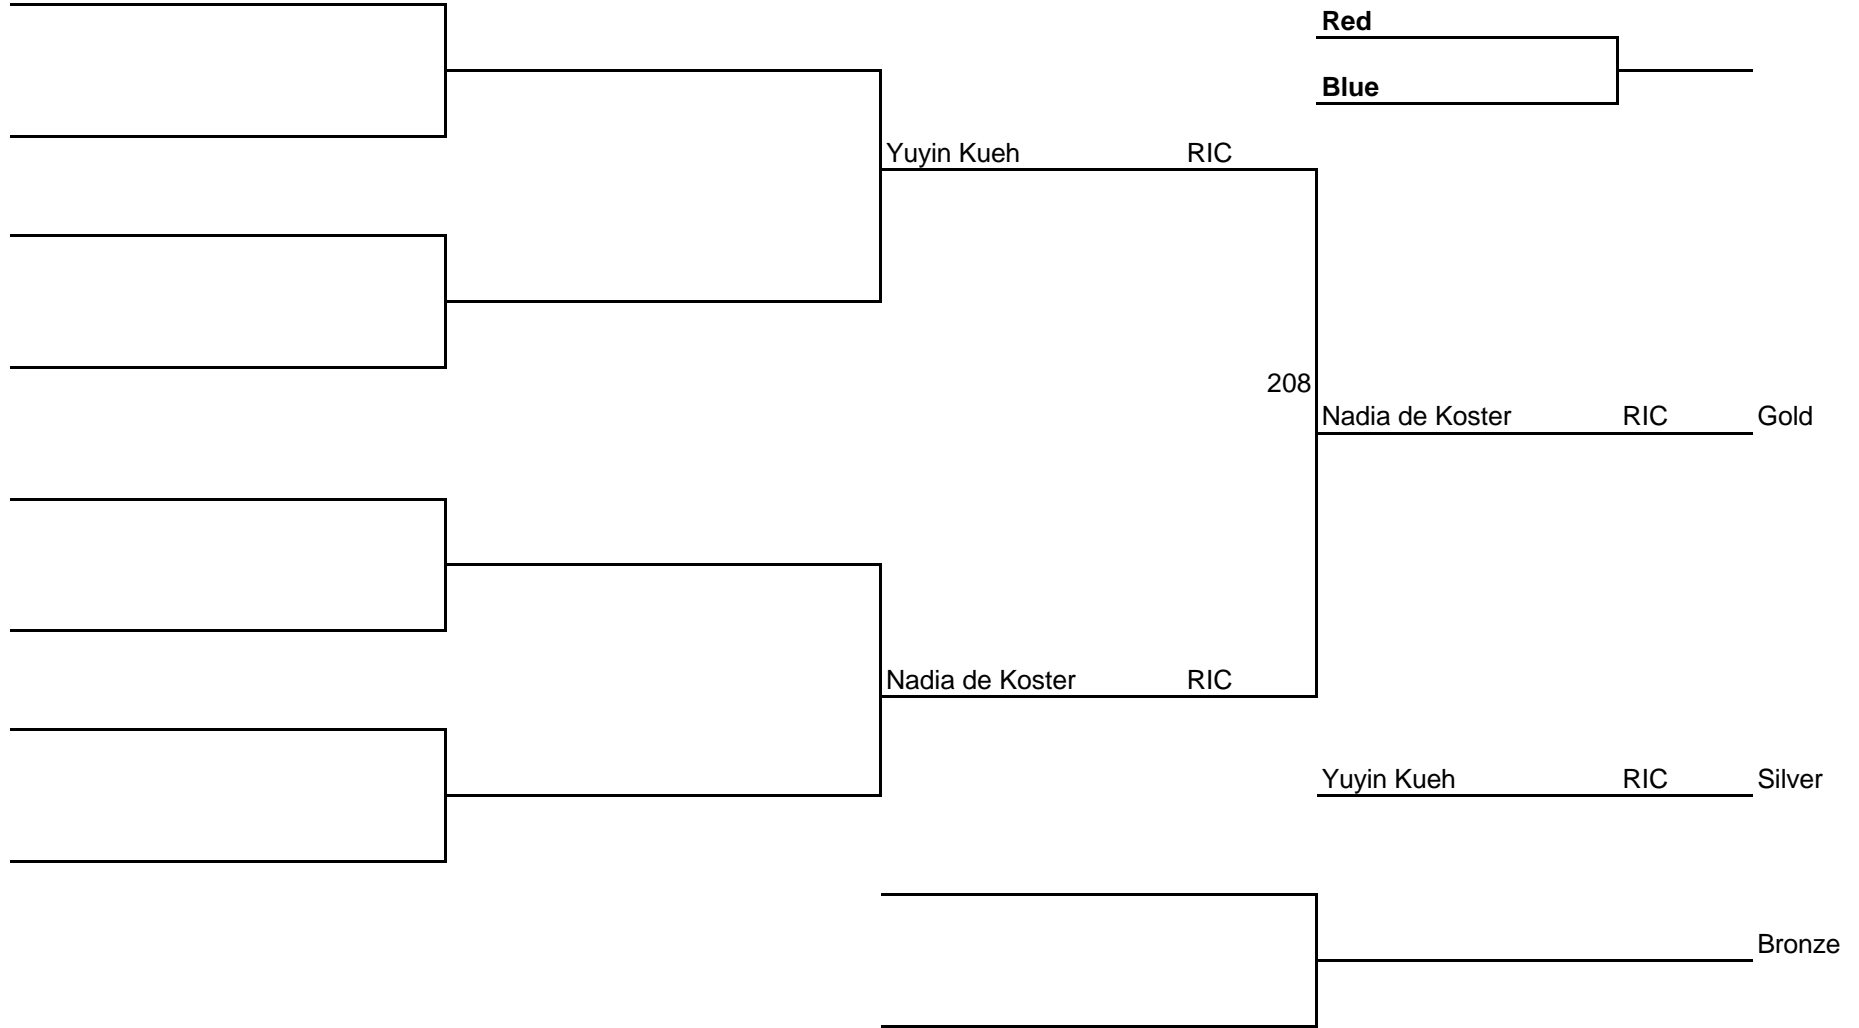 Red
Blue
Yuyin Kueh RIC
208
Nadia de Koster RIC Gold
Nadia de Koster RIC
Yuyin Kueh RIC Silver
Bronze